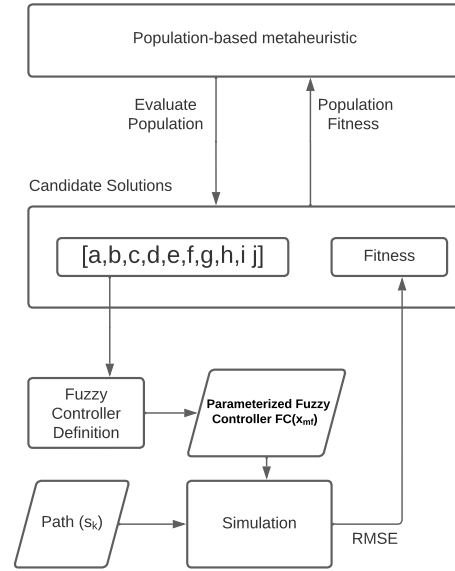 Population-based metaheuristic
Evaluate
Population
Population
Fitness
Candidate Solutions
[a,b,c,d,e,f,g,h,i j]
Fitness
Fuzzy
Controller
Definition
Parameterized Fuzzy
Controller FC(xmf)
Path (sk)
Simulation
RMSE